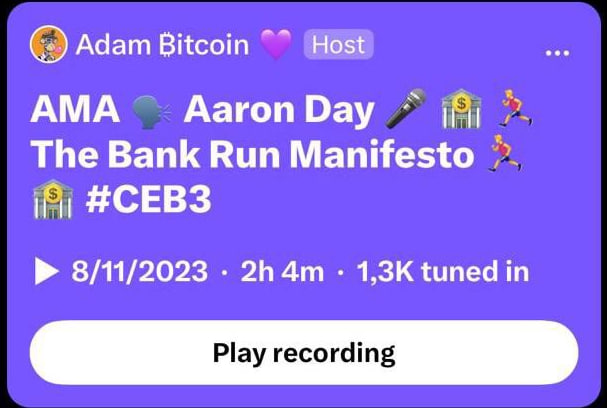 Adam ₿itcoin 💜 Host ...
AMA 🗣️ Aaron Day 🎤 🏦 🏃
The Bank Run Manifesto 🏃
🏦 #CEB3
▶ 8/11/2023 · 2h 4m · 1,3K tuned in
Play recording